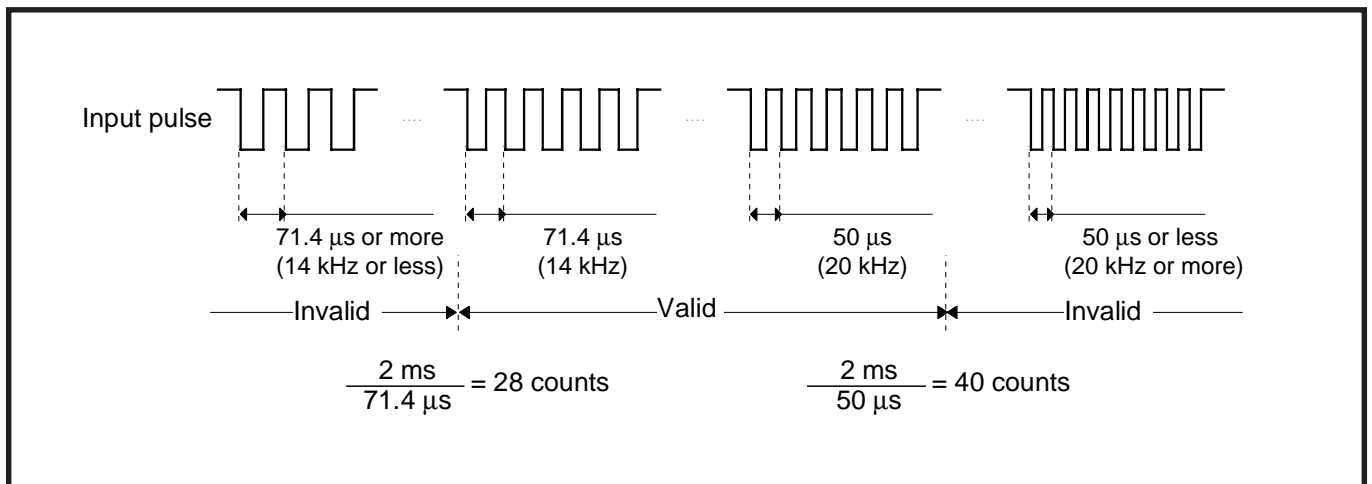 Input pulse
....
....
....
71.4 μs or more
(14 kHz or less)
71.4 μs
(14 kHz)
50 μs
(20 kHz)
50 μs or less
(20 kHz or more)
Invalid
Valid
Invalid
2 ms
71.4 μs
= 28 counts
2 ms
50 μs
= 40 counts